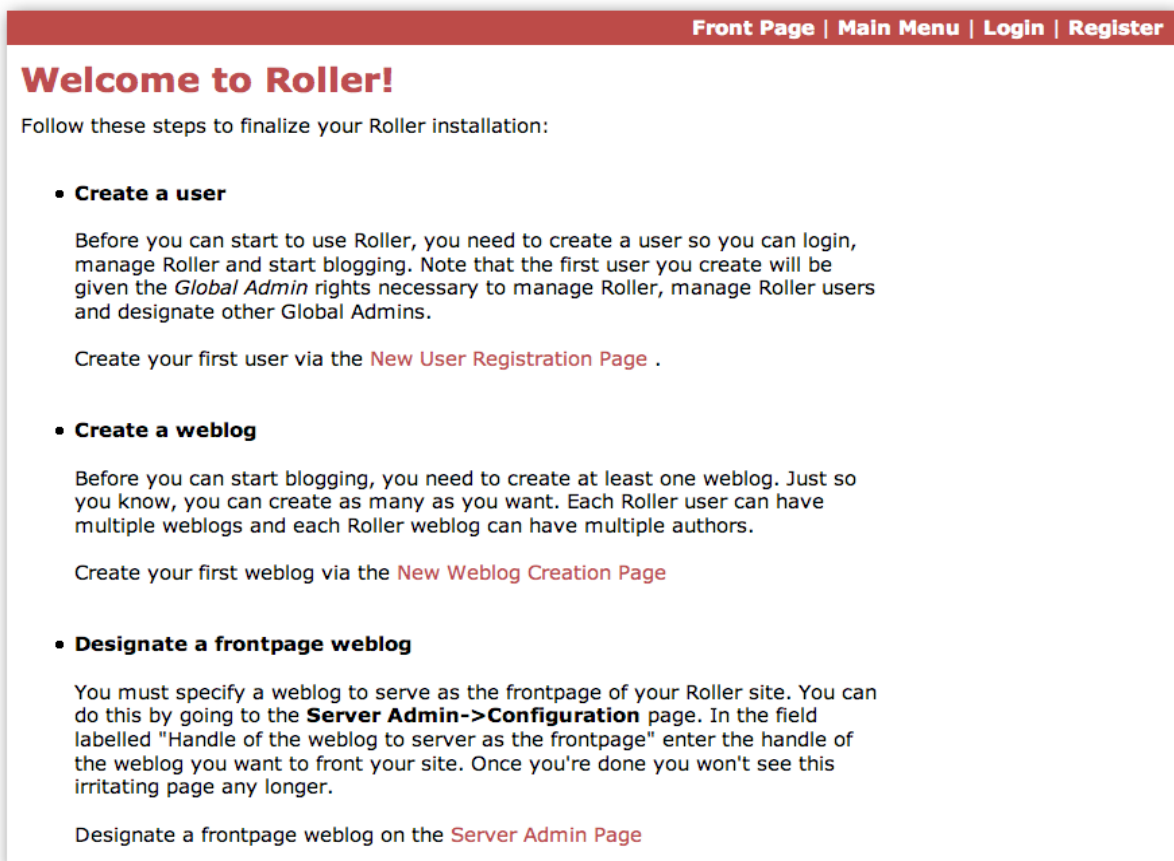 Front Page | Main Menu | Login | Register
Welcome to Roller!
Follow these steps to finalize your Roller installation:
• Create a user
Before you can start to use Roller, you need to create a user so you can login,
manage Roller and start blogging. Note that the first user you create will be
given the Global Admin rights necessary to manage Roller, manage Roller users
and designate other Global Admins.
Create your first user via the New User Registration Page .
• Create a weblog
Before you can start blogging, you need to create at least one weblog. Just so
you know, you can create as many as you want. Each Roller user can have
multiple weblogs and each Roller weblog can have multiple authors.
Create your first weblog via the New Weblog Creation Page
• Designate a frontpage weblog
You must specify a weblog to serve as the frontpage of your Roller site. You can
do this by going to the Server Admin->Configuration page. In the field
labelled "Handle of the weblog to server as the frontpage" enter the handle of
the weblog you want to front your site. Once you're done you won't see this
irritating page any longer.
Designate a frontpage weblog on the Server Admin Page